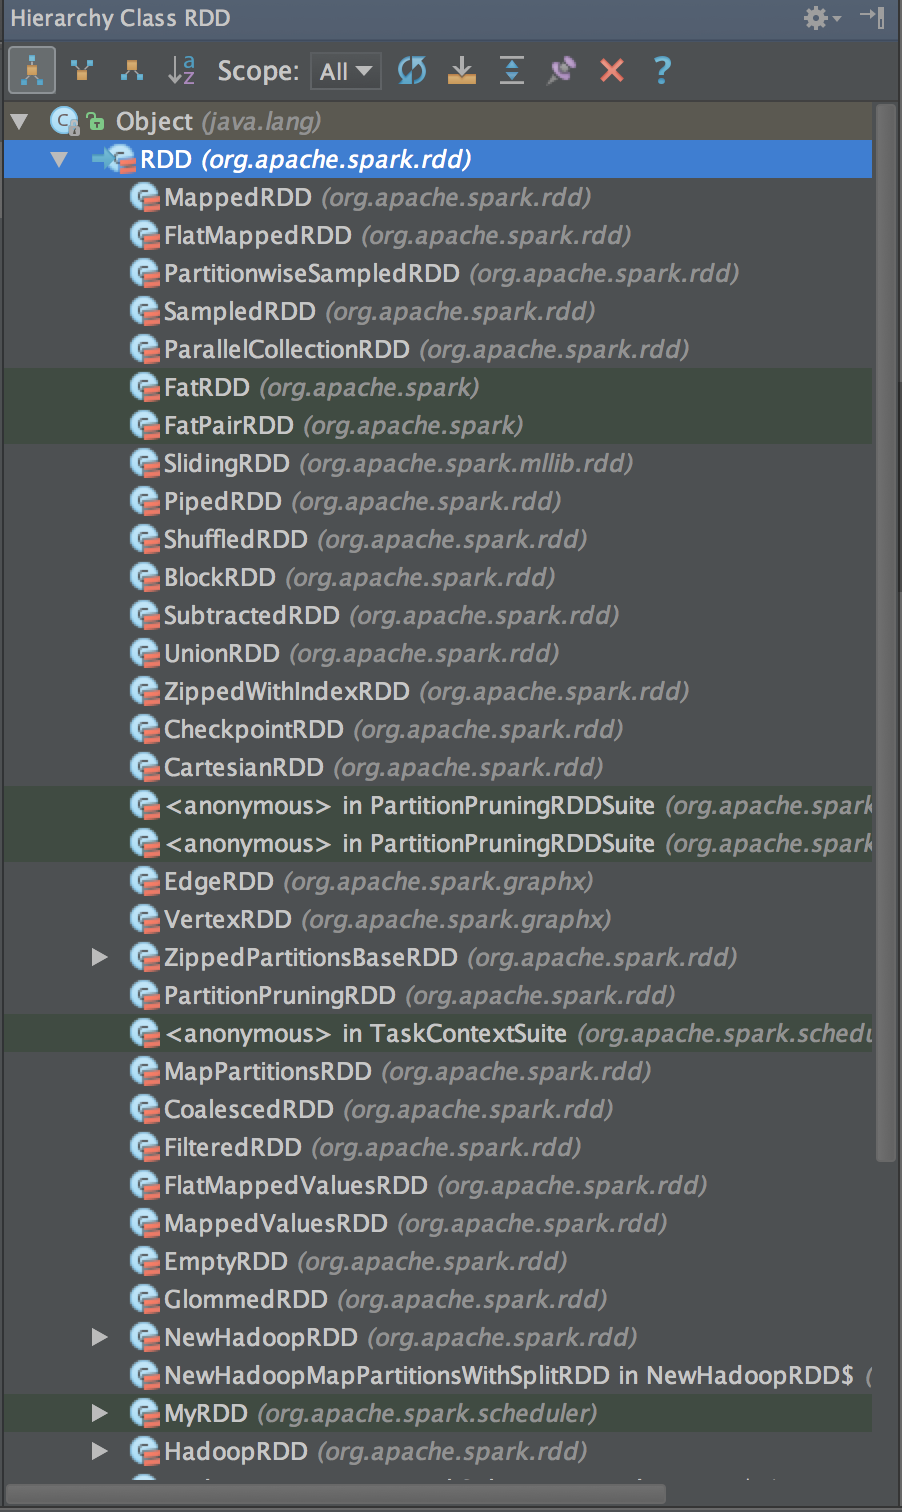 Hierarchy Class RDD
Scope: All ?
Object (java.lang)
RDD (org.apache.spark.rdd)
MappedRDD (org.apache.spark.rdd)
FlatMappedRDD (org.apache.spark.rdd)
PartitionwiseSampledRDD (org.apache.spark.rdd)
SampledRDD (org.apache.spark.rdd)
ParallelCollectionRDD (org.apache.spark.rdd)
FatRDD (org.apache.spark)
FatPairRDD (org.apache.spark)
SlidingRDD (org.apache.spark.mllib.rdd)
PipedRDD (org.apache.spark.rdd)
ShuffledRDD (org.apache.spark.rdd)
BlockRDD (org.apache.spark.rdd)
SubtractedRDD (org.apache.spark.rdd)
UnionRDD (org.apache.spark.rdd)
ZippedWithIndexRDD (org.apache.spark.rdd)
CheckpointRDD (org.apache.spark.rdd)
CartesianRDD (org.apache.spark.rdd)
<anonymous> in PartitionPruningRDDSuite (org.apache.spark
<anonymous> in PartitionPruningRDDSuite (org.apache.spark
EdgeRDD (org.apache.spark.graphx)
VertexRDD (org.apache.spark.graphx)
ZippedPartitionsBaseRDD (org.apache.spark.rdd)
PartitionPruningRDD (org.apache.spark.rdd)
<anonymous> in TaskContextSuite (org.apache.spark.schedu
MapPartitionsRDD (org.apache.spark.rdd)
CoalescedRDD (org.apache.spark.rdd)
FilteredRDD (org.apache.spark.rdd)
FlatMappedValuesRDD (org.apache.spark.rdd)
MappedValuesRDD (org.apache.spark.rdd)
EmptyRDD (org.apache.spark.rdd)
GlommedRDD (org.apache.spark.rdd)
NewHadoopRDD (org.apache.spark.rdd)
NewHadoopMapPartitionsWithSplitRDD in NewHadoopRDD$ (
MyRDD (org.apache.spark.scheduler)
HadoopRDD (org.apache.spark.rdd)